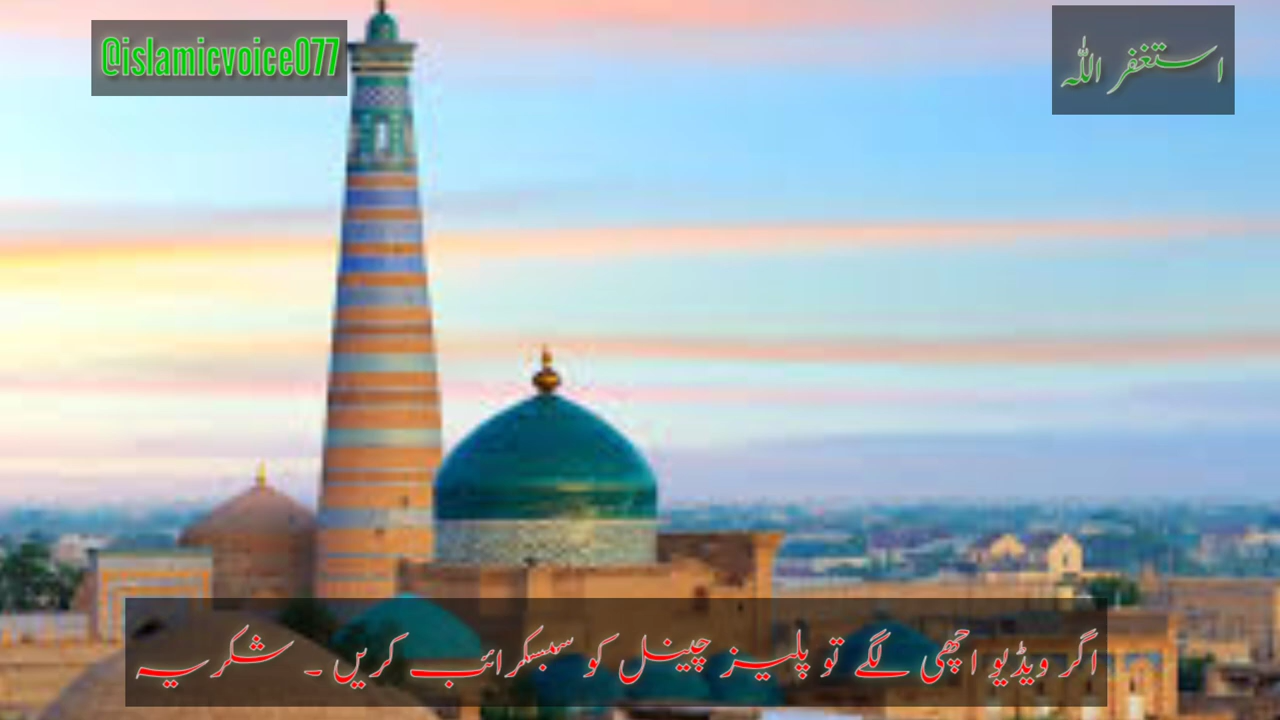 @islamicvoice077
استغفر اللہ
اگر ویڈیو اچھی لگے تو پلیز چینل کو سبسکرائب کریں ۔ شکریہ